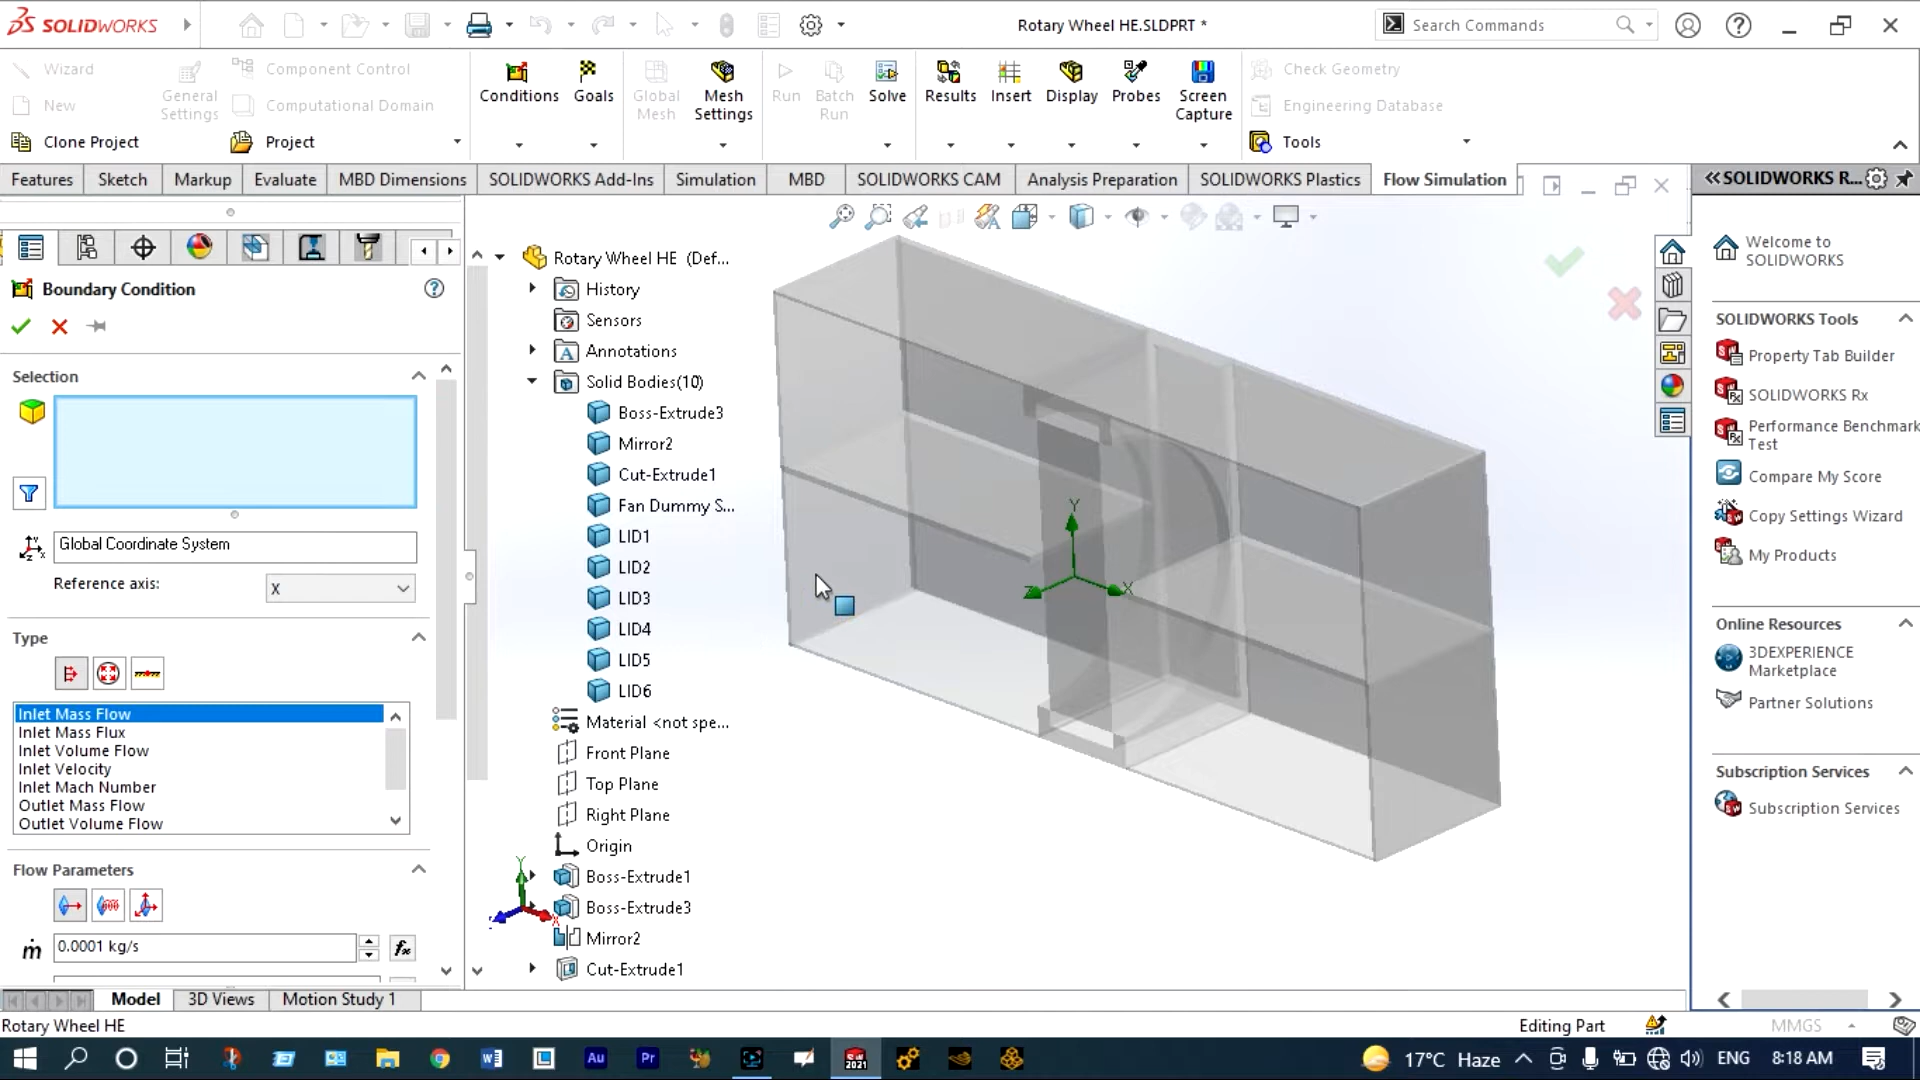 SOLIDWORKS
Rotary Wheel HE.SLDPRT *
Search Commands
Wizard
New
Clone Project
General
Settings
Component Control
Computational Domain
Project
Conditions
Goals
Global
Mesh
Mesh
Settings
Run
Batch
Run
Solve
Results
Insert
Display
Probes
Screen
Capture
Check Geometry
Engineering Database
Tools
Features
Sketch
Markup
Evaluate
MBD Dimensions
SOLIDWORKS Add-Ins
Simulation
MBD
SOLIDWORKS CAM
Analysis Preparation
SOLIDWORKS Plastics
Flow Simulation
SOLIDWORKS R...
Boundary Condition
Selection
Global Coordinate System
Reference axis:
X
Type
Inlet Mass Flow
Inlet Mass Flux
Inlet Volume Flow
Inlet Velocity
Inlet Mach Number
Outlet Mass Flow
Outlet Volume Flow
Flow Parameters
ṁ
0.0001 kg/s
fx
Rotary Wheel HE (Def...
History
Sensors
Annotations
Solid Bodies(10)
Boss-Extrude3
Mirror2
Cut-Extrude1
Fan Dummy S...
LID1
LID2
LID3
LID4
LID5
LID6
Material <not spe...
Front Plane
Top Plane
Right Plane
Origin
Boss-Extrude1
Boss-Extrude3
Mirror2
Cut-Extrude1
Y
Z
X
Y
X
Welcome to
SOLIDWORKS
SOLIDWORKS Tools
Property Tab Builder
SOLIDWORKS Rx
Performance Benchmark
Test
Compare My Score
Copy Settings Wizard
My Products
Online Resources
3DEXPERIENCE
Marketplace
Partner Solutions
Subscription Services
Subscription Services
Model
3D Views
Motion Study 1
Rotary Wheel HE
Editing Part
MMGS
Au
Pr
SW
2021
17°C Haze
ENG
8:18 AM